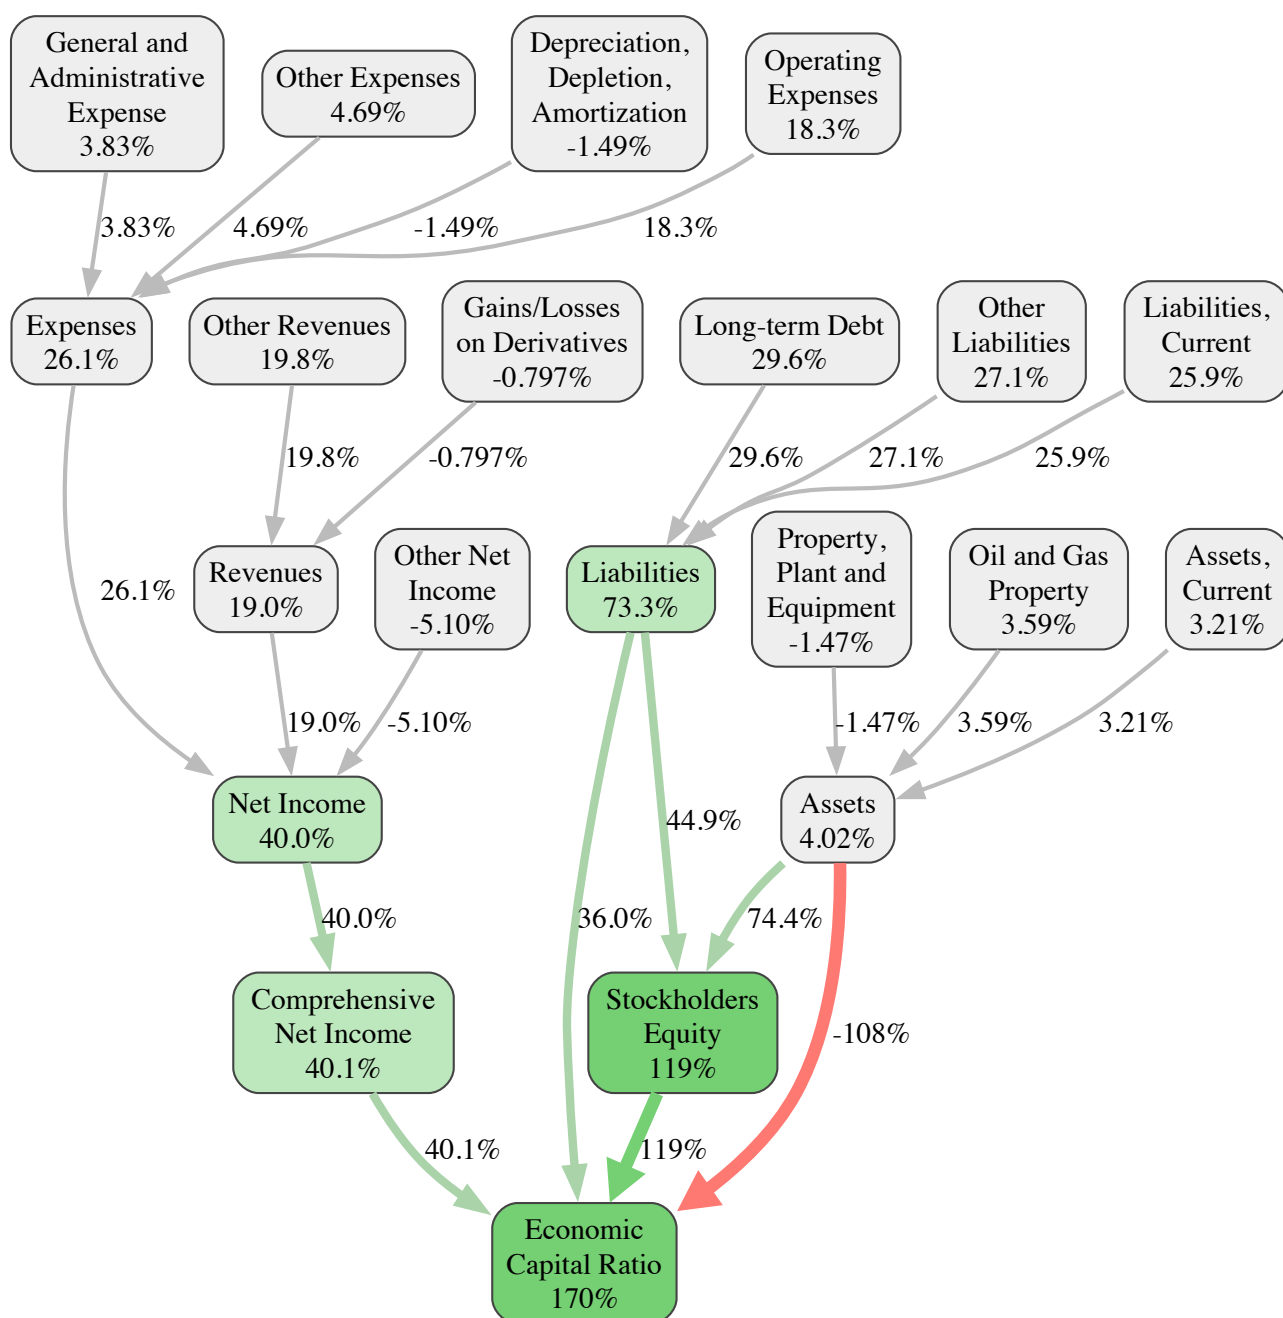 General and
Administrative
Expense
3.83%
Other Expenses
4.69%
Depreciation,
Depletion,
Amortization
-1.49%
Operating
Expenses
18.3%
3.83%
4.69%
-1.49%
18.3%
Expenses
26.1%
Other Revenues
19.8%
Gains/Losses
on Derivatives
-0.797%
Long-term Debt
29.6%
Other
Liabilities
27.1%
Liabilities,
Current
25.9%
19.8%
-0.797%
29.6%
27.1%
25.9%
26.1%
Revenues
19.0%
Other Net
Income
-5.10%
Liabilities
73.3%
Property,
Plant and
Equipment
-1.47%
Oil and Gas
Property
3.59%
Assets,
Current
3.21%
19.0%
-5.10%
-1.47%
3.59%
3.21%
Net Income
40.0%
44.9%
Assets
4.02%
40.0%
36.0%
74.4%
Comprehensive
Net Income
40.1%
Stockholders
Equity
119%
-108%
40.1%
119%
Economic
Capital Ratio
170%